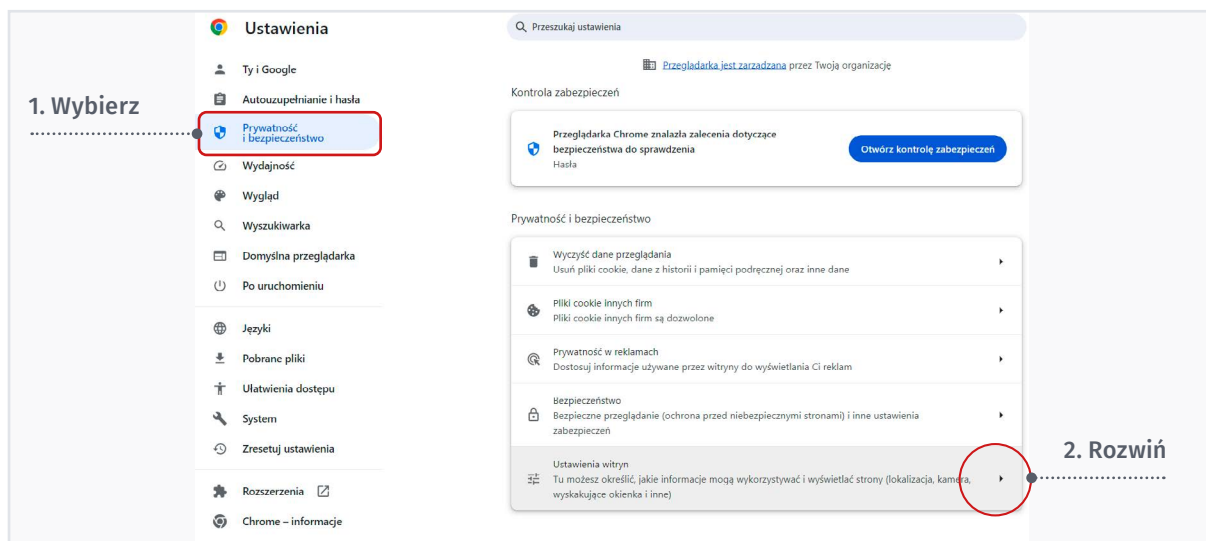 Ustawienia
Przeszukaj ustawienia
Ty i Google
Przegladarka jest zarzadzana przez Twoją organizację
Autouzupełnianie i hasła
Kontrola zabezpieczeń
1. Wybierz
Prywatność
i bezpieczeństwo
Przeglądarka Chrome znalazła zalecenia dotyczące
bezpieczeństwa do sprawdzenia
Hasła
Otwórz kontrolę zabezpieczeń
Wydajność
Wygląd
Wyszukiwarka
Domyślna przeglądarka
Po uruchomieniu
Języki
Pobrane pliki
Ułatwienia dostępu
System
Zresetuj ustawienia
Rozszerzenia
Chrome – informacje
Prywatność i bezpieczeństwo
Wyczyść dane przeglądania
Usuń pliki cookie, dane z historii i pamięci podręcznej oraz inne dane
Pliki cookie innych firm
Pliki cookie innych firm są dozwolone
Prywatność w reklamach
Dostosuj informacje używane przez witryny do wyświetlania Ci reklam
Bezpieczeństwo
Bezpieczne przeglądanie (ochrona przed niebezpiecznymi stronami) i inne ustawienia
zabezpieczeń
Ustawienia witryn
Tu możesz określić, jakie informacje mogą wykorzystywać i wyświetlać strony (lokalizacja, kamera,
wyskakujące okienka i inne)
2. Rozwiń